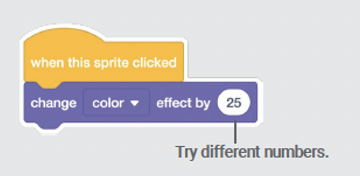 when this sprite clicked
change color effect by 25
Try different numbers.